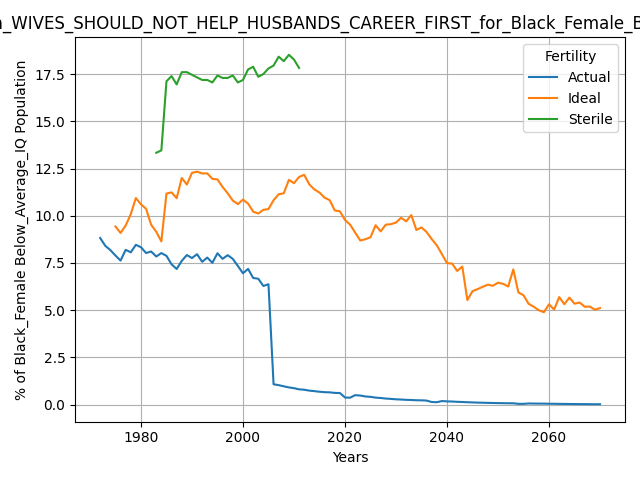 _WIVES_SHOULD_NOT_HELP_HUSBANDS_CAREER_FIRST_for_Black_Female_B
% of Black_Female Below_Average_IQ Population
17.5
15.0
12.5
10.0
7.5
5.0
2.5
0.0
Fertility
Actual
Ideal
Sterile
1980
2000
2020
2040
2060
Years